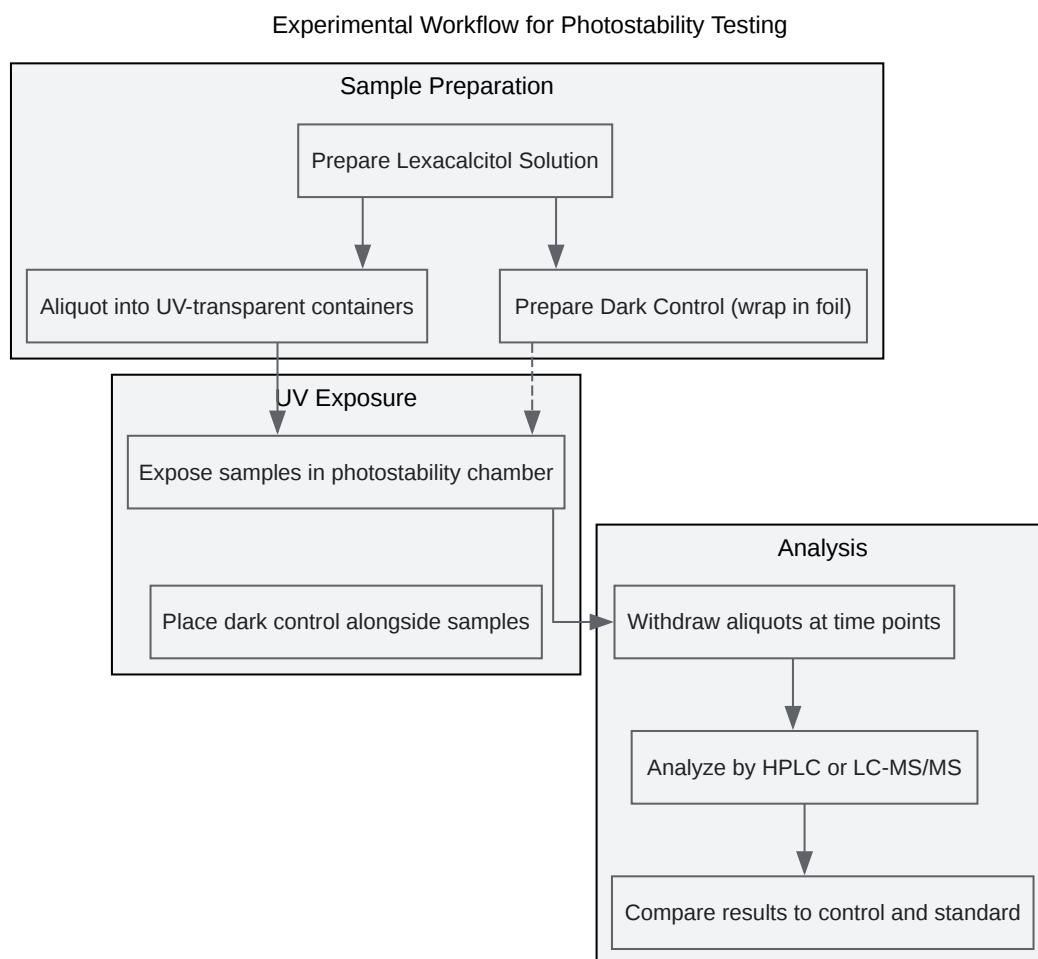 Experimental Workflow for Photostability Testing
Sample Preparation
Prepare Lexacalcitol Solution
Aliquot into UV-transparent containers
Prepare Dark Control (wrap in foil)
UV Exposure
Expose samples in photostability chamber
Place dark control alongside samples
Analysis
Withdraw aliquots at time points
Analyze by HPLC or LC-MS/MS
Compare results to control and standard